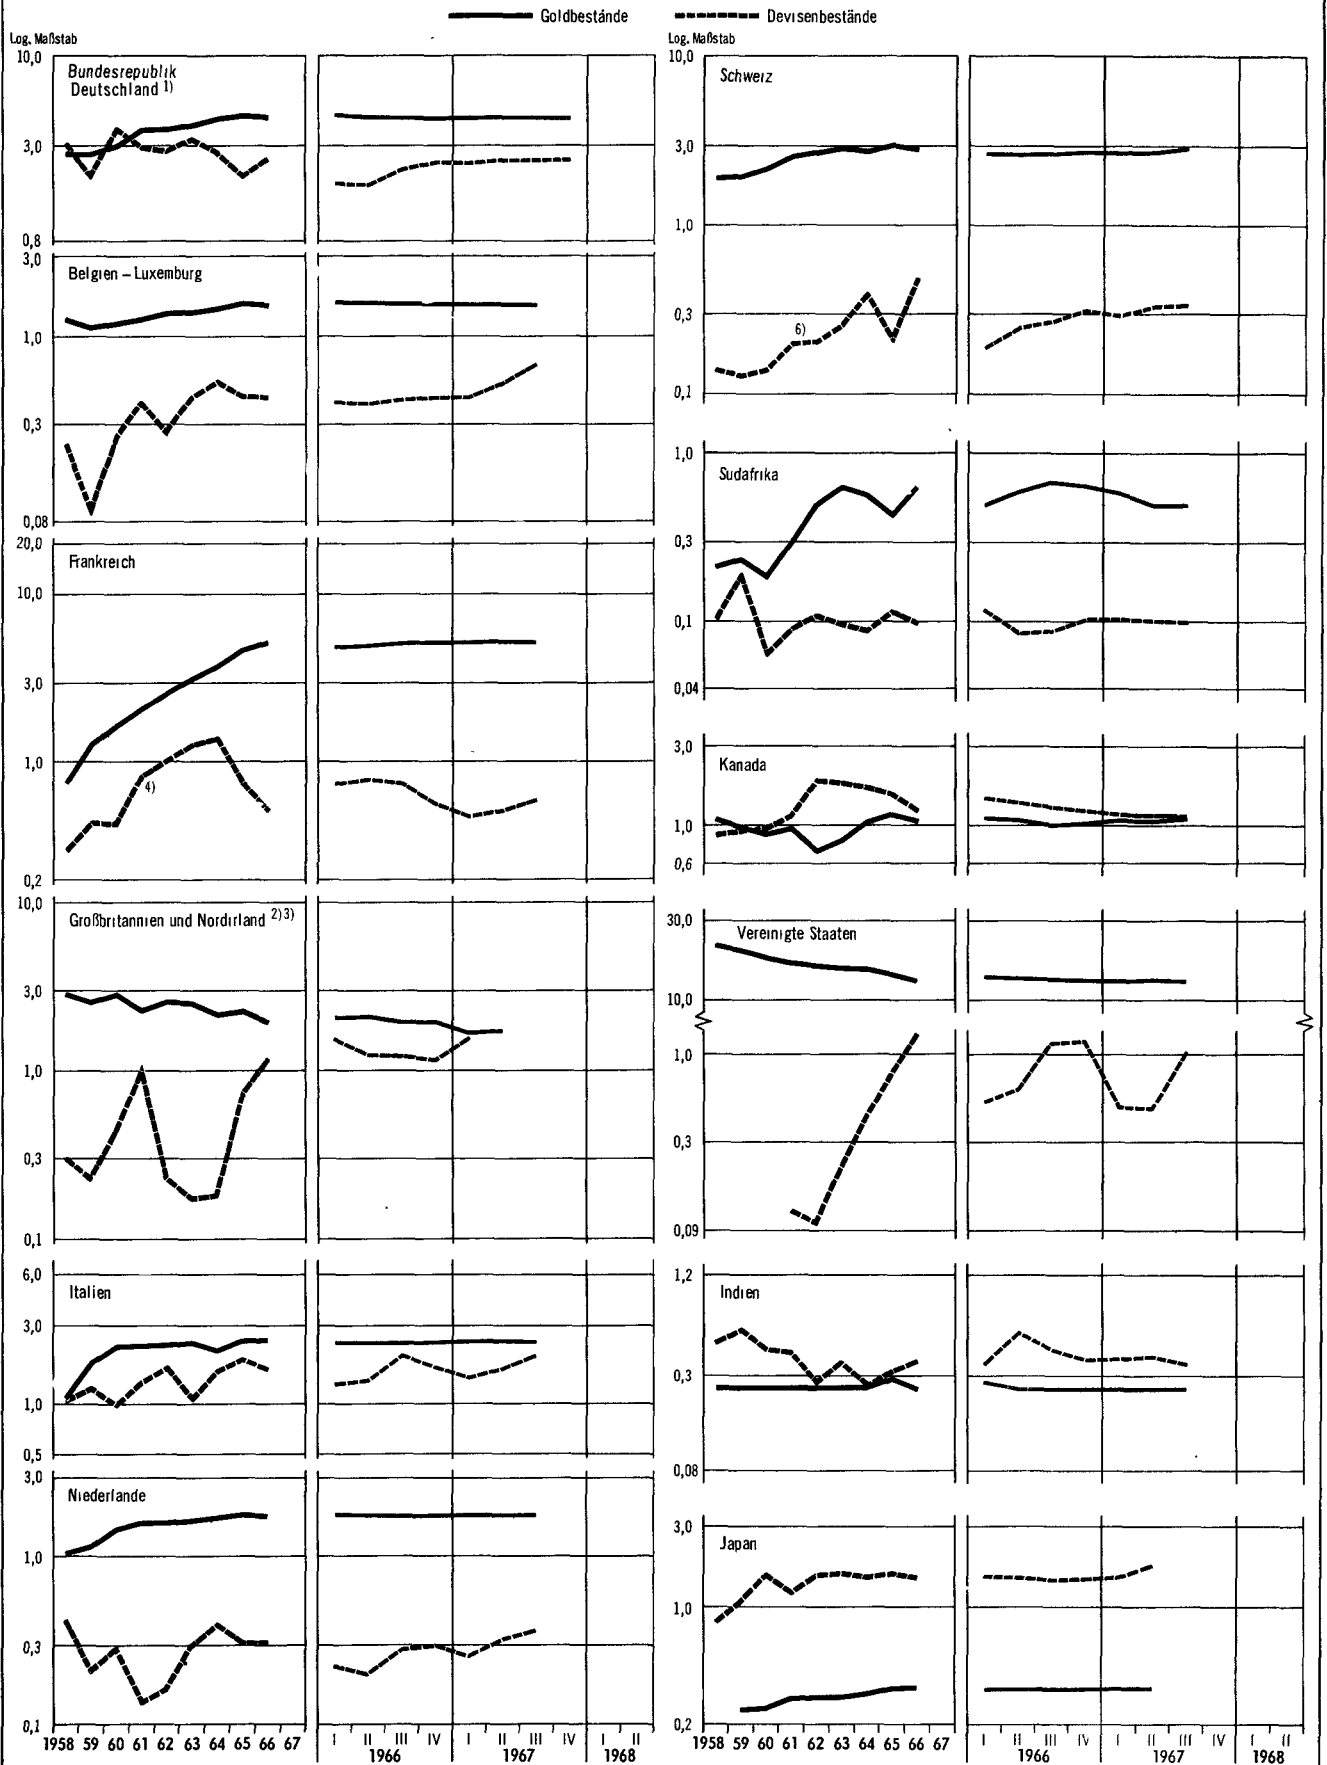 Goldbestände
Devisenbestände
Log. Maßstab
10,0
Bundesrepublik
Deutschland 1)
3,0
0,8
3,0
Belgien – Luxemburg
1,0
0,3
0,08
20,0
Frankreich
10,0
3,0
1,0
4)
0,2
10,0
Großbritannien und Nordirland 2)3)
3,0
1,0
0,3
0,1
6,0
Italien
3,0
1,0
0,5
3,0
Niederlande
1,0
0,3
0,1
1958 59 60 61 62 63 64 65 66 67
I II III IV I II III IV I II
1966 1967 1968
Log. Maßstab
10,0
Schweiz
3,0
1,0
0,3
6)
0,1
1,0
Sudafrika
0,3
0,1
0,04
3,0
Kanada
1,0
0,6
30,0
Vereinigte Staaten
10,0
1,0
0,3
0,09
1,2
Indien
0,3
0,08
3,0
Japan
1,0
0,2
1958 59 60 61 62 63 64 65 66 67
I II III IV I II III IV I II
1966 1967 1968